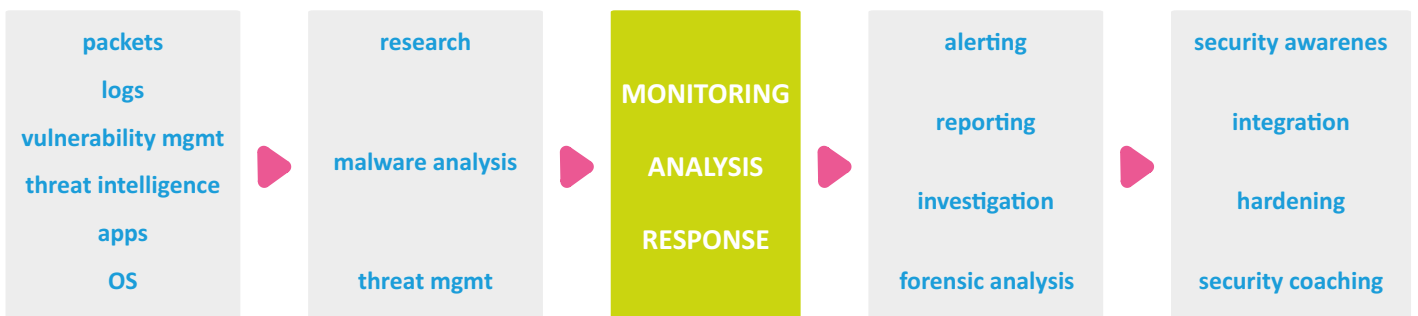 packets
logs
vulnerability mgmt
threat intelligence
apps
OS
research
malware analysis
threat mgmt
MONITORING
ANALYSIS
RESPONSE
alerting
reporting
investigation
forensic analysis
security awarenes
integration
hardening
security coaching